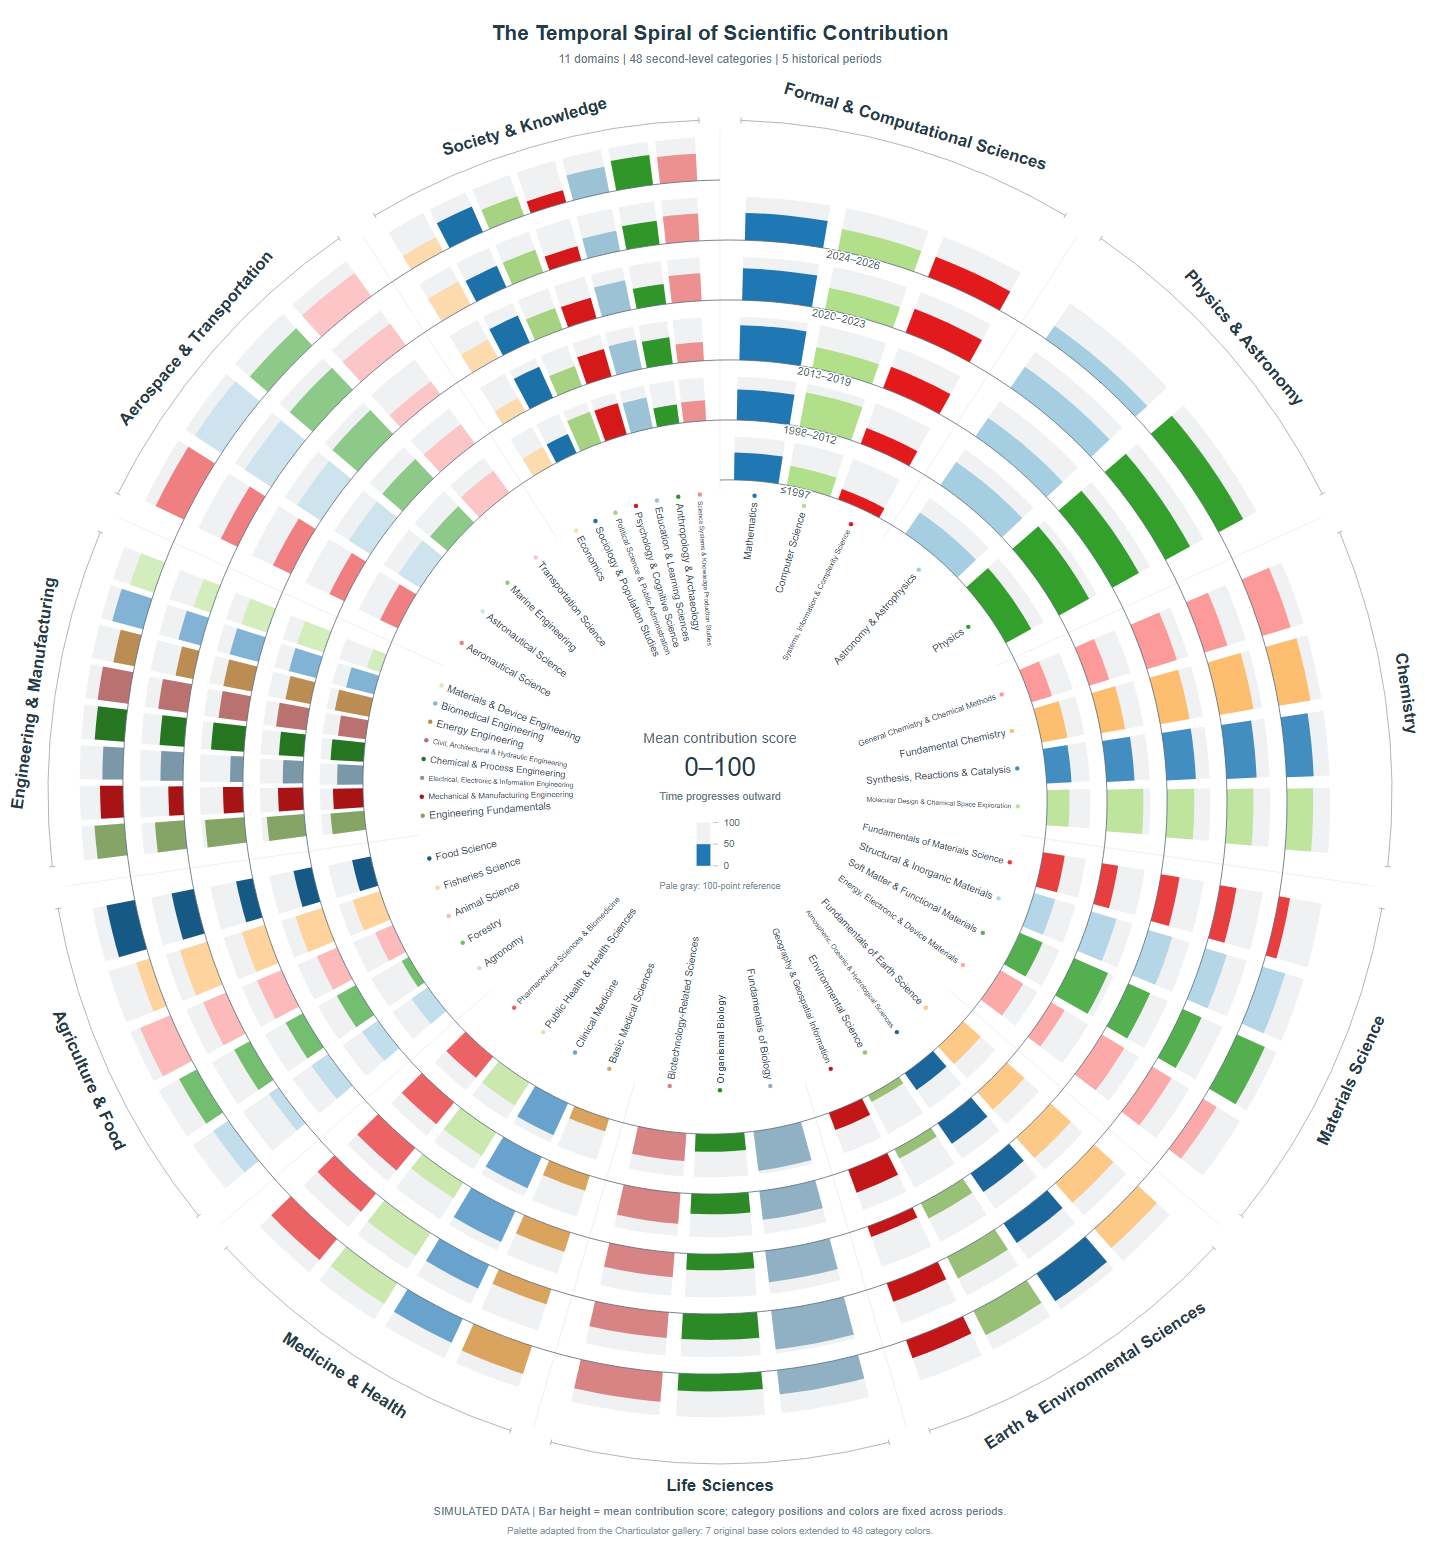 The Temporal Spiral of Scientific Contribution
11 domains | 48 second-level categories | 5 historical periods
Formal & Computational Sciences
Physics & Astronomy
Chemistry
Materials Science
Earth & Environmental Sciences
Life Sciences
Medicine & Health
Agriculture & Food
Engineering & Manufacturing
Aerospace & Transportation
Society & Knowledge
2024–2026
2020–2023
2013–2019
1998–2012
≤1997
Mathematics
Computer Science
Systems, Information & Complexity Science
Astronomy & Astrophysics
Physics
General Chemistry & Chemical Methods
Fundamental Chemistry
Synthesis, Reactions & Catalysis
Molecular Design & Chemical Space Exploration
Fundamentals of Materials Science
Structural & Inorganic Materials
Soft Matter & Functional Materials
Energy, Electronic & Device Materials
Fundamentals of Earth Science
Atmospheric, Oceanic & Hydrological Sciences
Environmental Science
Geography & Geospatial Information
Fundamentals of Biology
Organismal Biology
Biotechnology-Related Sciences
Basic Medical Sciences
Clinical Medicine
Public Health & Health Sciences
Pharmaceutical Sciences & Biomedicine
Agronomy
Forestry
Animal Science
Fisheries Science
Food Science
Engineering Fundamentals
Mechanical & Manufacturing Engineering
Electrical, Electronic & Information Engineering
Chemical & Process Engineering
Civil, Architectural & Hydraulic Engineering
Energy Engineering
Biomedical Engineering
Materials & Device Engineering
Aeronautical Science
Astronautical Science
Marine Engineering
Transportation Science
Economics
Sociology & Population Studies
Political Science & Public Administration
Psychology & Cognitive Science
Education & Learning Sciences
Anthropology & Archaeology
Science Systems & Knowledge Production Studies
Mean contribution score
0–100
Time progresses outward
100
50
0
Pale gray: 100-point reference
SIMULATED DATA | Bar height = mean contribution score; category positions and colors are fixed across periods.
Palette adapted from the Charticulator gallery: 7 original base colors extended to 48 category colors.